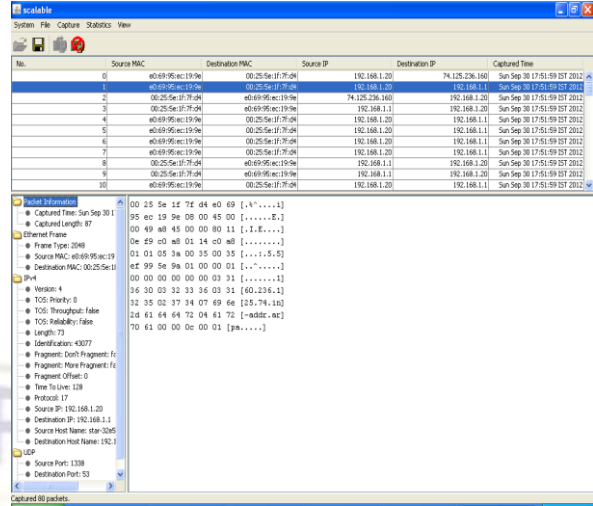 scalable
System File Capture Statistics View
No. Source MAC Destination MAC Source IP Destination IP Captured Time
0 e0:69:95:ec:19:9e 00:25:5e:1f:7f:d4 192.168.1.20 74.125.236.160 Sun Sep 30 17:51:59 IST 2012
1 e0:69:95:ec:19:9e 00:25:5e:1f:7f:d4 192.168.1.20 192.168.1.1 Sun Sep 30 17:51:59 IST 2012
2 00:25:5e:1f:7f:d4 e0:69:95:ec:19:9e 74.125.236.160 192.168.1.20 Sun Sep 30 17:51:59 IST 2012
3 00:25:5e:1f:7f:d4 e0:69:95:ec:19:9e 192.168.1.1 192.168.1.20 Sun Sep 30 17:51:59 IST 2012
4 e0:69:95:ec:19:9e 00:25:5e:1f:7f:d4 192.168.1.20 192.168.1.1 Sun Sep 30 17:51:59 IST 2012
5 e0:69:95:ec:19:9e 00:25:5e:1f:7f:d4 192.168.1.20 192.168.1.1 Sun Sep 30 17:51:59 IST 2012
6 e0:69:95:ec:19:9e 00:25:5e:1f:7f:d4 192.168.1.20 192.168.1.1 Sun Sep 30 17:51:59 IST 2012
7 e0:69:95:ec:19:9e 00:25:5e:1f:7f:d4 192.168.1.20 192.168.1.1 Sun Sep 30 17:51:59 IST 2012
8 00:25:5e:1f:7f:d4 e0:69:95:ec:19:9e 192.168.1.1 192.168.1.20 Sun Sep 30 17:51:59 IST 2012
9 00:25:5e:1f:7f:d4 e0:69:95:ec:19:9e 192.168.1.1 192.168.1.20 Sun Sep 30 17:51:59 IST 2012
10 e0:69:95:ec:19:9e 00:25:5e:1f:7f:d4 192.168.1.20 192.168.1.1 Sun Sep 30 17:51:59 IST 2012
Packet Information
Captured Time: Sun Sep 30 1
Captured Length: 87
Ethernet Frame
Frame Type: 2048
Source MAC: e0:69:95:ec:19
Destination MAC: 00:25:5e:1
IPv4
Version: 4
TOS: Priority: 0
TOS: Throughput: false
TOS: Reliability: false
Length: 73
Identification: 43077
Fragment: Don't Fragment: fa
Fragment: More Fragment: fa
Fragment Offset: 0
Time To Live: 128
Protocol: 17
Source IP: 192.168.1.20
Destination IP: 192.168.1.1
Source Host Name: star-32e5
Destination Host Name: 192.1
UDP
Source Port: 1338
Destination Port: 53
00 25 5e 1f 7f d4 e0 69 [.%^....i]
95 ec 19 9e 08 00 45 00 [......E.]
00 49 a8 45 00 00 80 11 [.I.E....]
0e f9 c0 a8 01 14 c0 a8 [........]
01 01 05 3a 00 35 00 35 [...:.5.5]
ef 99 5e 9a 01 00 00 01 [..^.....]
00 00 00 00 00 00 03 31 [.......1]
36 30 03 32 33 36 03 31 [60.236.1]
32 35 02 37 34 07 69 6e [25.74.in]
2d 61 64 64 72 04 61 72 [-addr.ar]
70 61 00 00 0c 00 01 [pa.....]
Captured 80 packets.